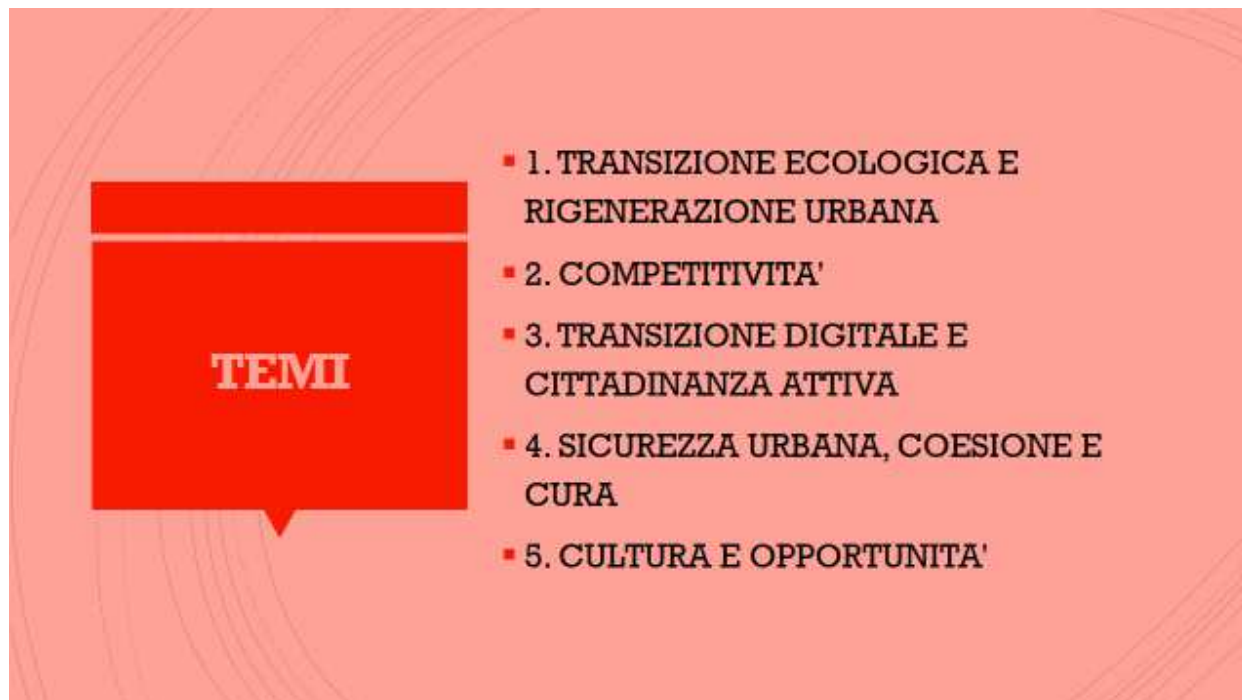 TEMI
1. TRANSIZIONE ECOLOGICA E
RIGENERAZIONE URBANA
2. COMPETITIVITA'
3. TRANSIZIONE DIGITALE E
CITTADINANZA ATTIVA
4. SICUREZZA URBANA, COESIONE E
CURA
5. CULTURA E OPPORTUNITA'